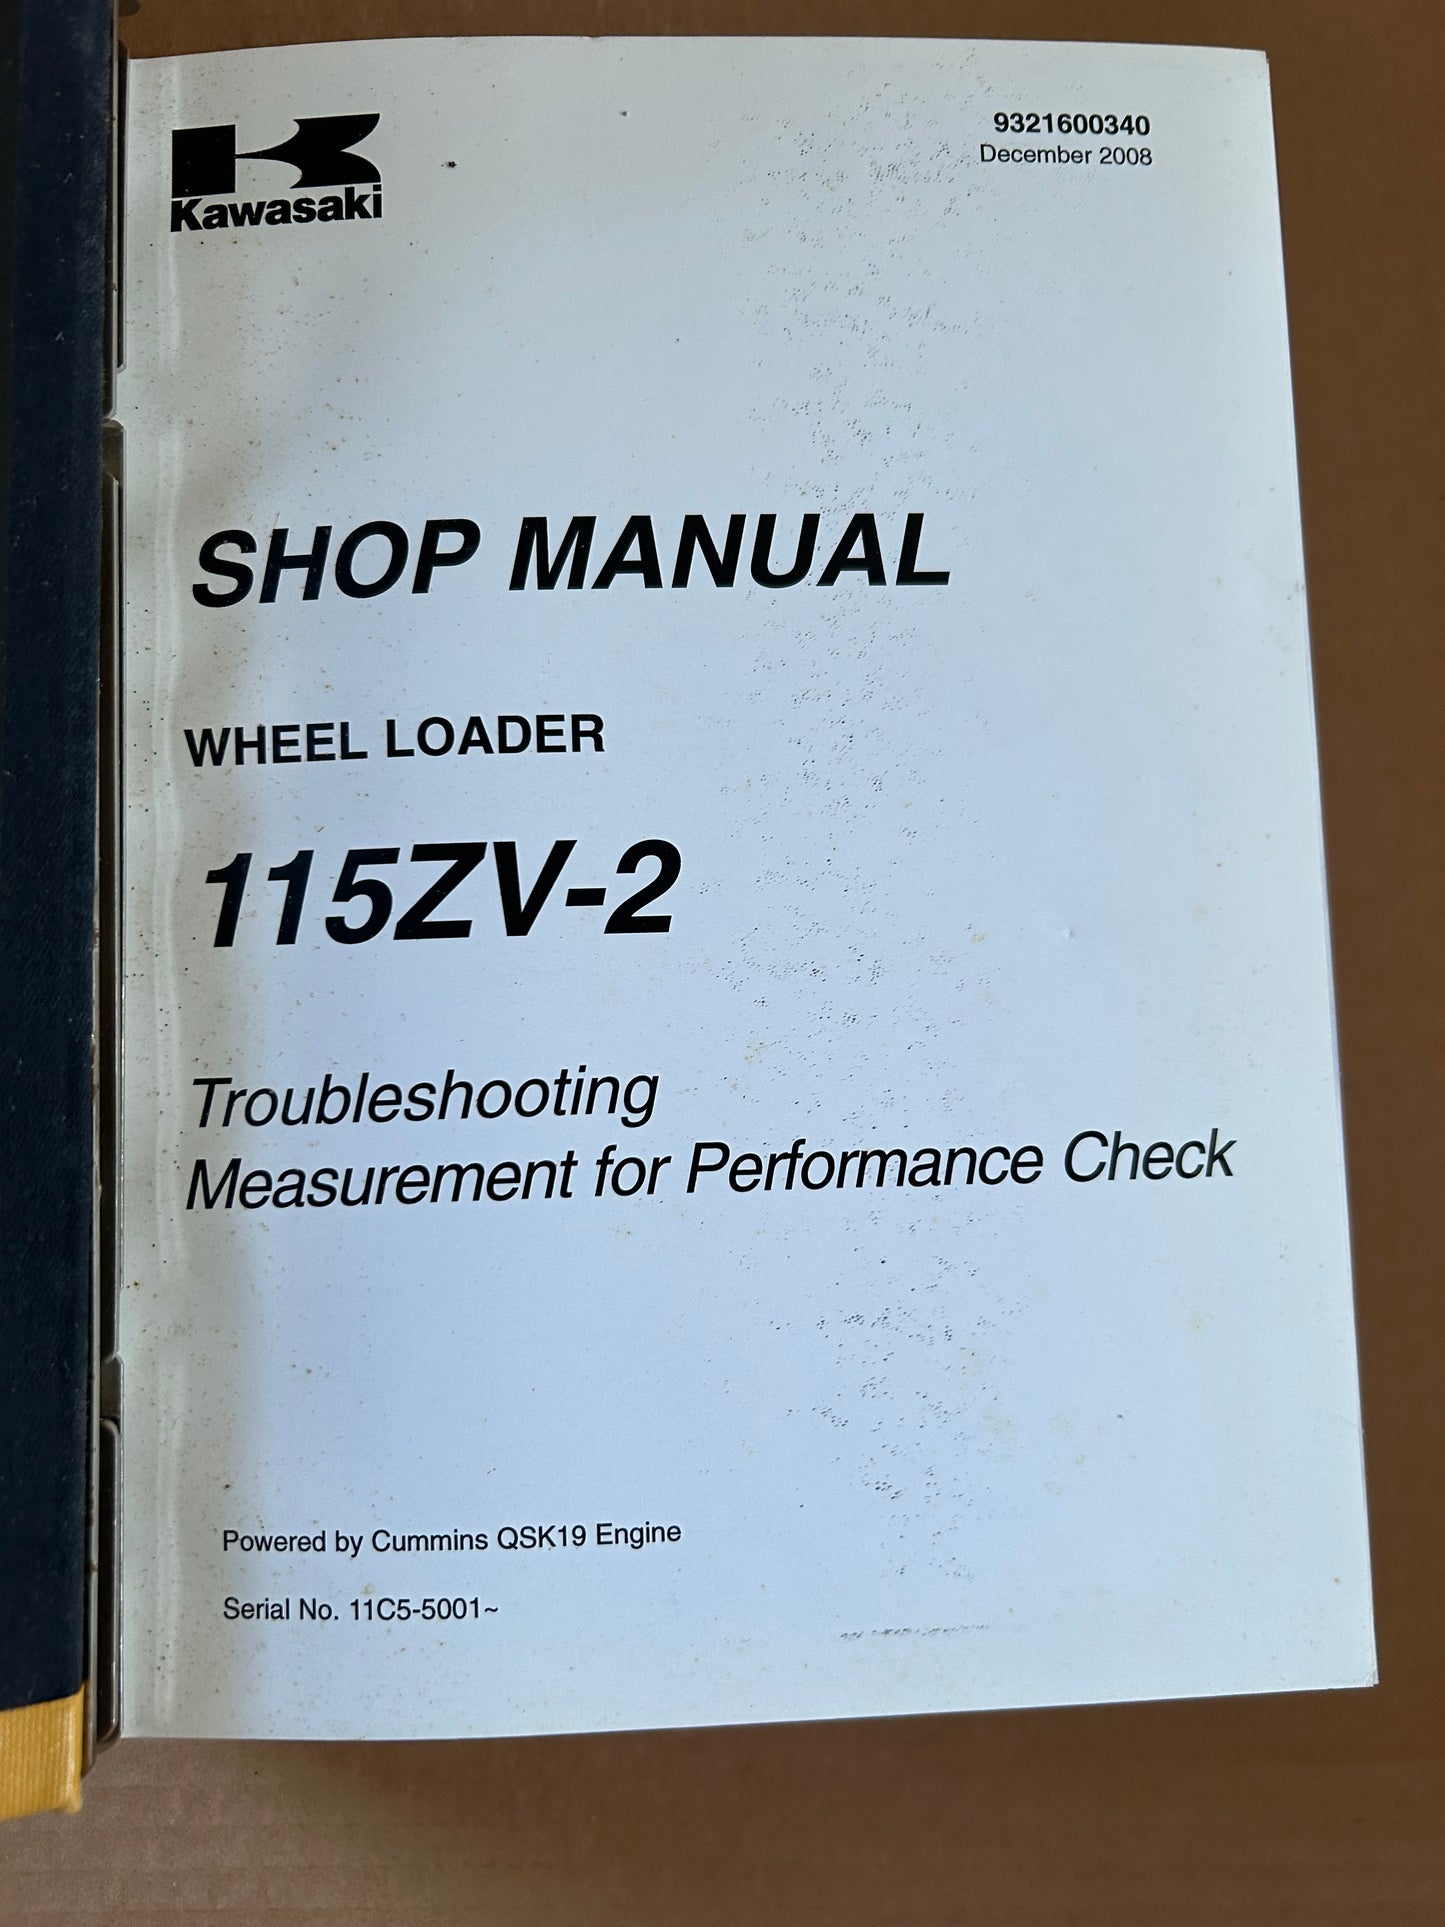 Kawasaki
9321600340
December 2008
SHOP MANUAL
WHEEL LOADER
115ZV-2
Troubleshooting
Measurement for Performance Check
Powered by Cummins QSK19 Engine
Serial No. 11C5-5001~